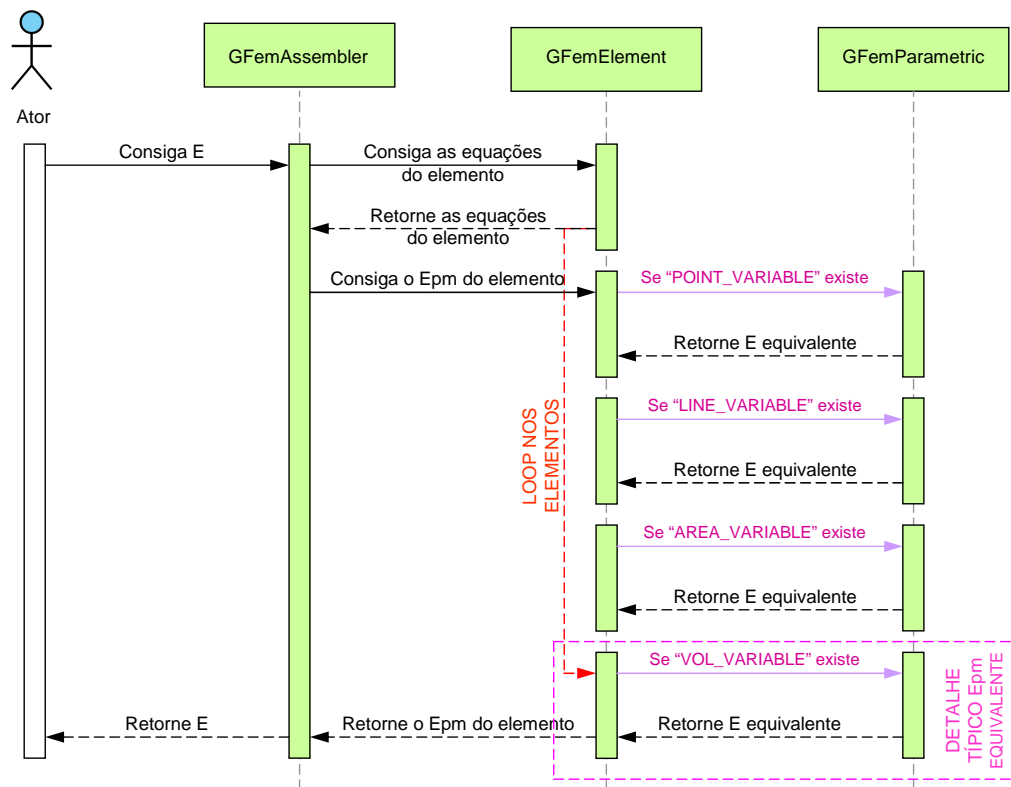 GFemAssembler
GFemElement
GFemParametric
Ator
Consiga E
Consiga as equações
do elemento
Retorne as equações
do elemento
Consiga o Epm do elemento
Se “POINT_VARIABLE” existe
Retorne E equivalente
Se “LINE_VARIABLE” existe
LOOP NOS
ELEMENTOS
Retorne E equivalente
Se “AREA_VARIABLE” existe
Retorne E equivalente
Se “VOL_VARIABLE” existe
DETALHE
TÍPICO Epm
EQUIVALENTE
Retorne E
Retorne o Epm do elemento
Retorne E equivalente